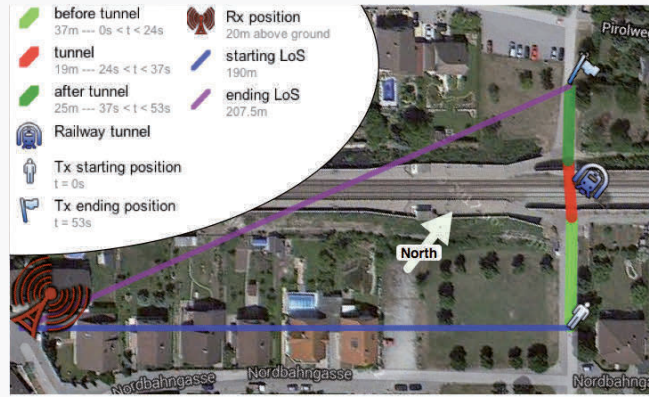 before tunnel
37m --- 0s < t < 24s
tunnel
19m --- 24s < t < 37s
after tunnel
25m --- 37s < t < 53s
Railway tunnel
Tx starting position
t = 0s
Tx ending position
t = 53s
Rx position
20m above ground
starting LoS
190m
ending LoS
207.5m
Pirolweg
North
Nordbahngasse
Nordbahngasse
Nordbahn